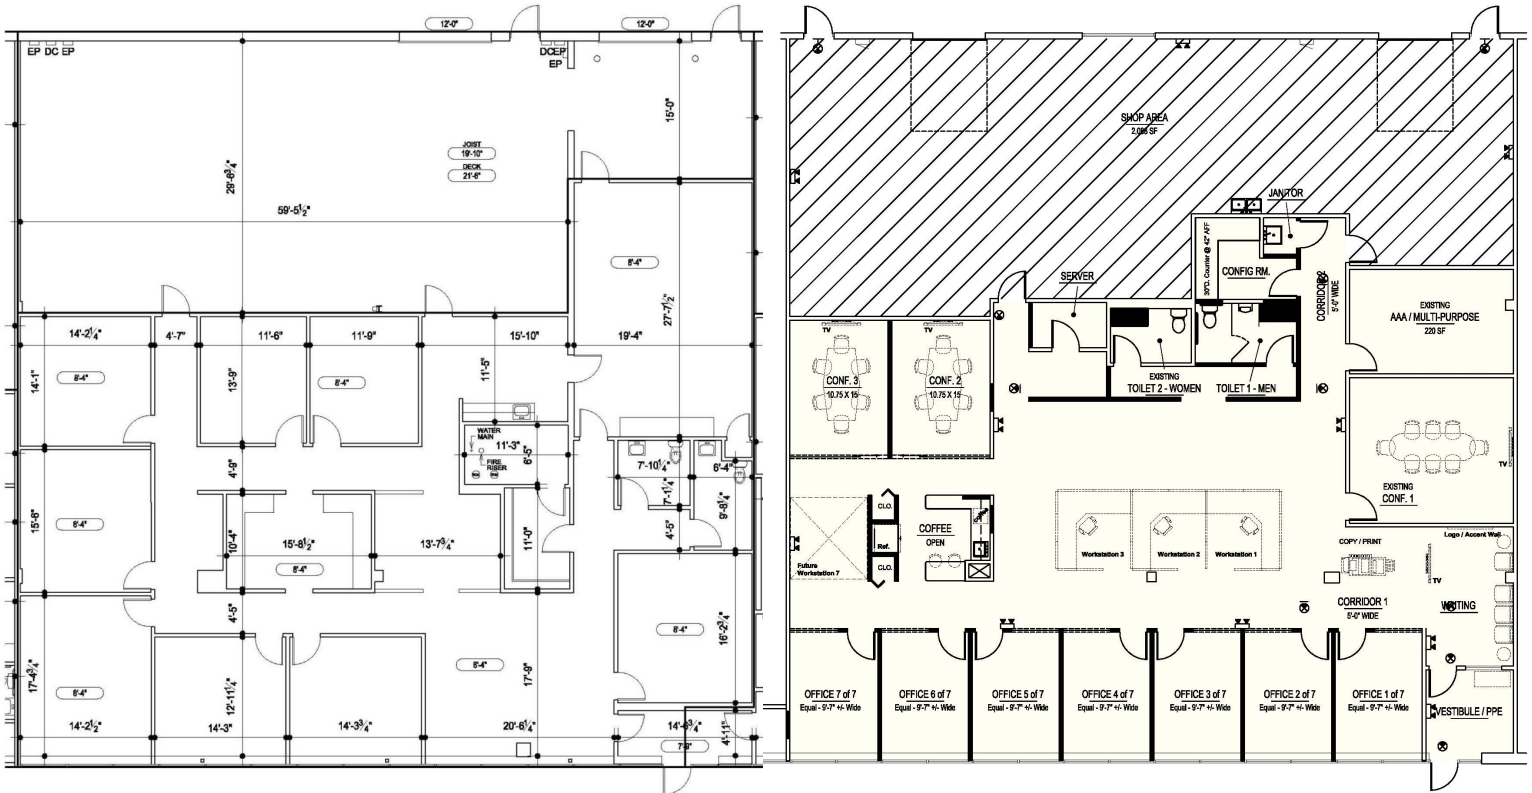 12'-0"
12'-0"
EP DC EP
DCEP
EP
15'-0"
JOIST
19'-10"
DECK
21'-6"
29'-6¾"
59'-5½"
8'-4"
27'-7½"
14'-2¼"
4'-7"
11'-6"
11'-9"
15'-10"
19'-4"
14'-1"
8'-4"
13'-9"
8'-4"
11'-5"
WATER
MAIN
11'-3"
6'-5"
FIRE
RISER
4'-9"
7'-10¼"
6'-4"
7'-1¼"
9'-8¼"
15'-6"
8'-4"
10'-4"
15'-8½"
13'-7¾"
11'-0"
4'-5"
8'-4"
4'-5"
8'-4"
16'-2¾"
17'-4¾"
8'-4"
12'-11¼"
8'-4"
17'-9"
14'-2½"
14'-3"
14'-3¾"
20'-6¼"
14'-6¾"
4'-11"
7'-9"
SHOP AREA
JANITOR
30"D. Counter @ 42" AFF
CONFIG RM.
SERVER
CORRIDOR 2
5'-0" WIDE
EXISTING
AAA / MULTI-PURPOSE
220 SF
TV
TV
CONF. 3
10.75 X 15
CONF. 2
10.75 X 15
EXISTING
TOILET 2 - WOMEN
TOILET 1 - MEN
TV
EXISTING
CONF. 1
CLO.
COFFEE
OPEN
Coffee
Ref.
CLO.
Future
Workstation 7
Workstation 3
Workstation 2
Workstation 1
COPY / PRINT
Logo / Accent Wall
TV
CORRIDOR 1
5'-0" WIDE
WAITING
OFFICE 7 of 7
Equal - 9'-7" +/- Wide
OFFICE 6 of 7
Equal - 9'-7" +/- Wide
OFFICE 5 of 7
Equal - 9'-7" +/- Wide
OFFICE 4 of 7
Equal - 9'-7" +/- Wide
OFFICE 3 of 7
Equal - 9'-7" +/- Wide
OFFICE 2 of 7
Equal - 9'-7" +/- Wide
OFFICE 1 of 7
Equal - 9'-7" +/- Wide
VESTIBULE / PPE